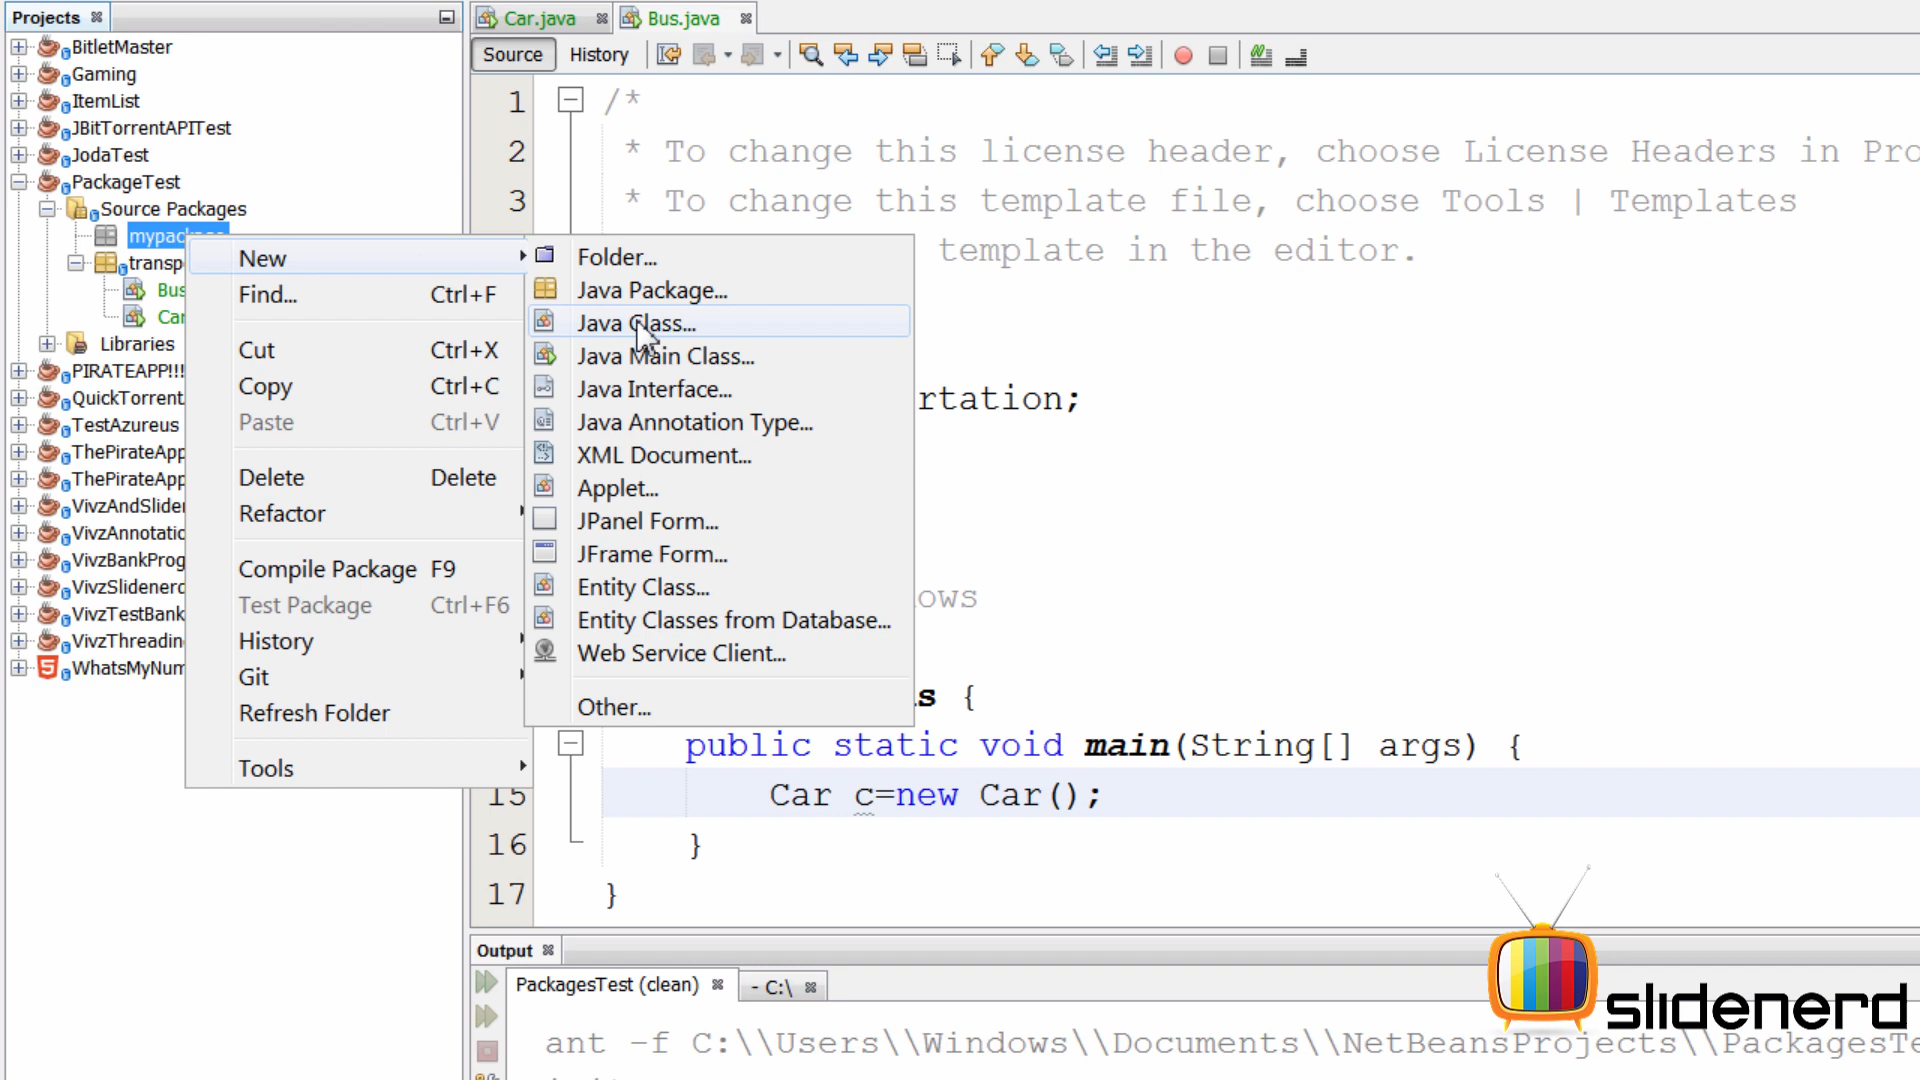 Projects
BitletMaster
Gaming
ItemList
JBitTorrentAPITest
JodaTest
PackageTest
Source Packages
mypackage
transp
Bus
Car
Libraries
PIRATEAPP!!!
QuickTorrent
TestAzureus
ThePirateApp
ThePirateApp
VivzAndSlider
VivzAnnotatio
VivzBankProg
VivzSlidenerd
VivzTestBank
VivzThreading
WhatsMyNum
New
Find... Ctrl+F
Cut Ctrl+X
Copy Ctrl+C
Paste Ctrl+V
Delete Delete
Refactor
Compile Package F9
Test Package Ctrl+F6
History
Git
Refresh Folder
Tools
Folder...
Java Package...
Java Class...
Java Main Class...
Java Interface...
Java Annotation Type...
XML Document...
Applet...
JPanel Form...
JFrame Form...
Entity Class...
Entity Classes from Database...
Web Service Client...
Other...
Car.java Bus.java
Source History
1 /*
2 * To change this license header, choose License Headers in Pro
3 * To change this template file, choose Tools | Templates
template in the editor.
rtation;
ows
s {
public static void main(String[] args) {
15 Car c=new Car();
16 }
17 }
Output
PackagesTest (clean) - C:\
ant -f C:\\Users\\Windows\\Documents\\NetBeansProjects\\PackagesTe
slidenerd